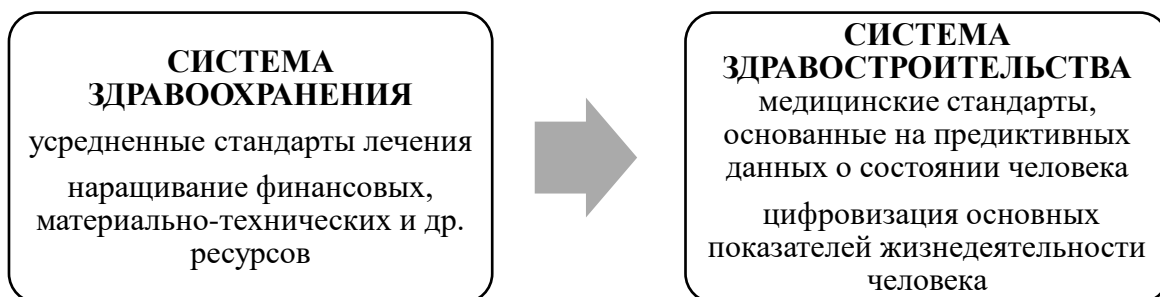 СИСТЕМА
ЗДРАВООХРАНЕНИЯ
усредненные стандарты лечения
наращивание финансовых,
материально-технических и др.
ресурсов
СИСТЕМА
ЗДРАВОСТРОИТЕЛЬСТВА
медицинские стандарты,
основанные на предиктивных
данных о состоянии человека
цифровизация основных
показателей жизнедеятельности
человека